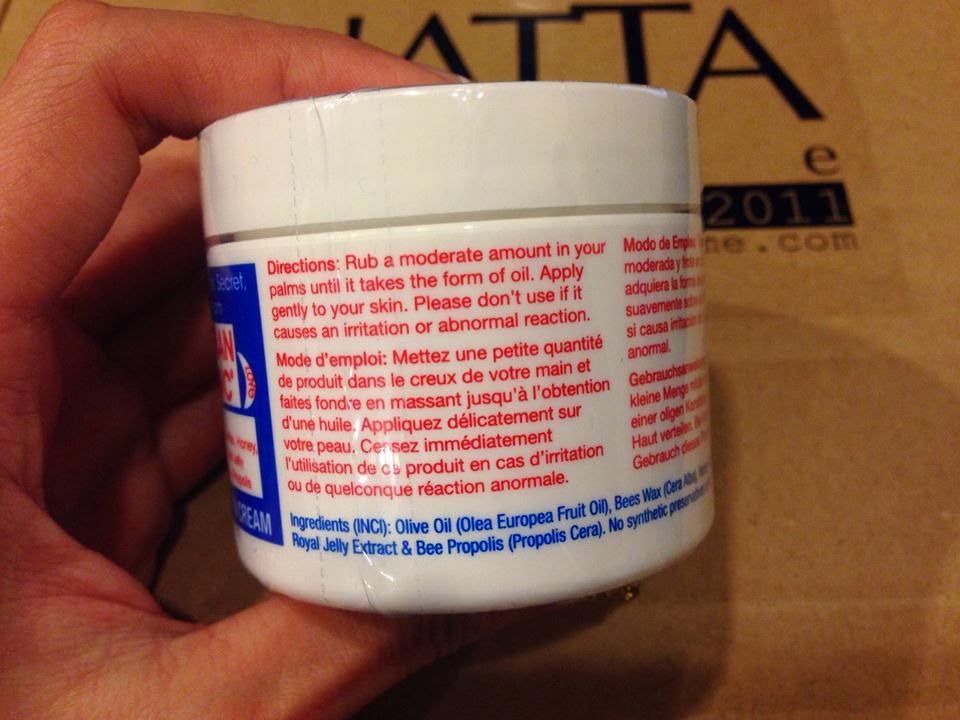 ATTA
e
2011
ne.com
Secret,
Directions: Rub a moderate amount in your
palms until it takes the form of oil. Apply
gently to your skin. Please don't use if it
causes an irritation or abnormal reaction.
Mode d'emploi: Mettez une petite quantité
de produit dans le creux de votre main et
faites fondre en massant jusqu'à l'obtention
d'une huile. Appliquez délicatement sur
votre peau. Cessez immédiatement
l'utilisation de ce produit en cas d'irritation
ou de quelconque réaction anormale.
Modo de Empleo
moderada y
adquiera la forma
suavemente
si causa irritación
anormal.
Gebrauchsanweis
kleine Menge
einer öligen
Haut verteilen.
Gebrauch dieses
Honey,
CREAM
Ingredients (INCI): Olive Oil (Olea Europea Fruit Oil), Bees Wax (Cera Alba),
Royal Jelly Extract & Bee Propolis (Propolis Cera). No synthetic preservatives